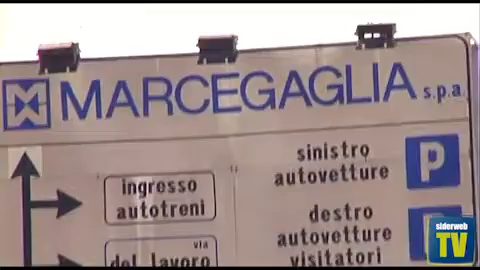 MARCEGAGLIA s.p.a.
ingresso
autotreni
via
del lavoro
sinistro
autovetture
P
destro
autovetture
visitatori
siderweb
TV